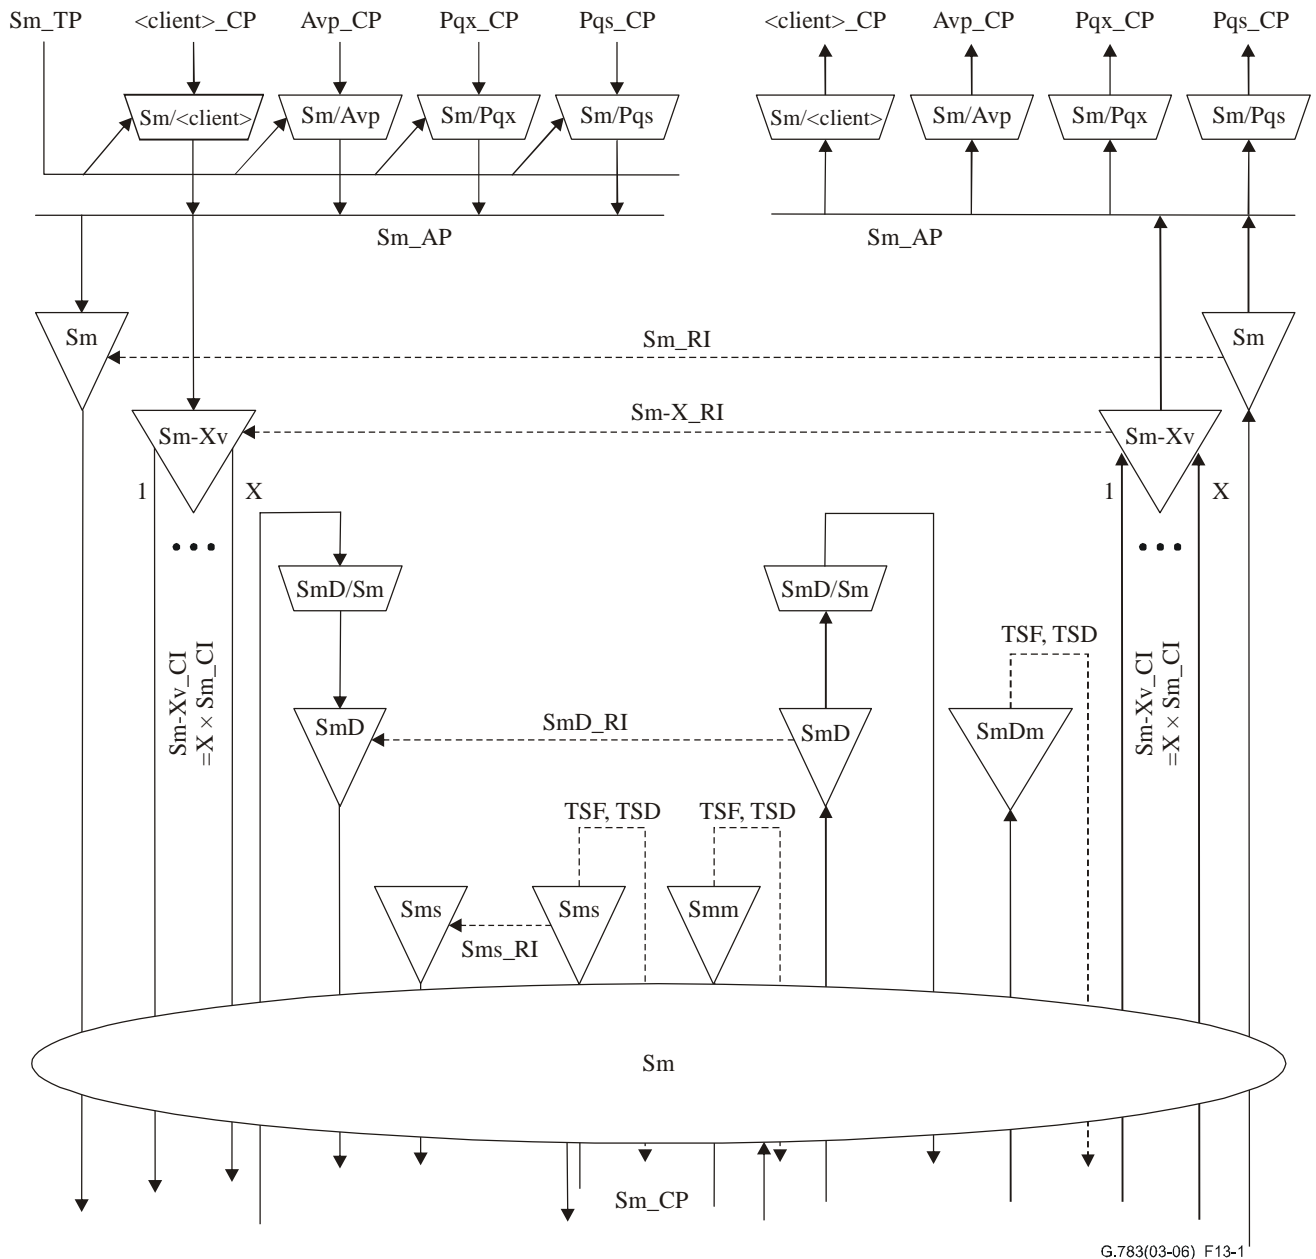 Sm_TP <client>_CP Avp_CP Pqx_CP Pqs_CP <client>_CP Avp_CP Pqx_CP Pqs_CP
Sm/<client> Sm/Avp Sm/Pqx Sm/Pqs Sm/<client> Sm/Avp Sm/Pqx Sm/Pqs
Sm_AP Sm_AP
Sm Sm_RI Sm
Sm-Xv Sm-X_RI Sm-Xv
1 X 1 X
SmD/Sm SmD/Sm
TSF, TSD
Sm-Xv_CI
=X × Sm_CI
Sm-Xv_CI
=X × Sm_CI
SmD SmD_RI SmD SmDm
TSF, TSD TSF, TSD
Sms Sms_RI Sms Smm
Sm
Sm_CP
G.783(03-06)_F13-1